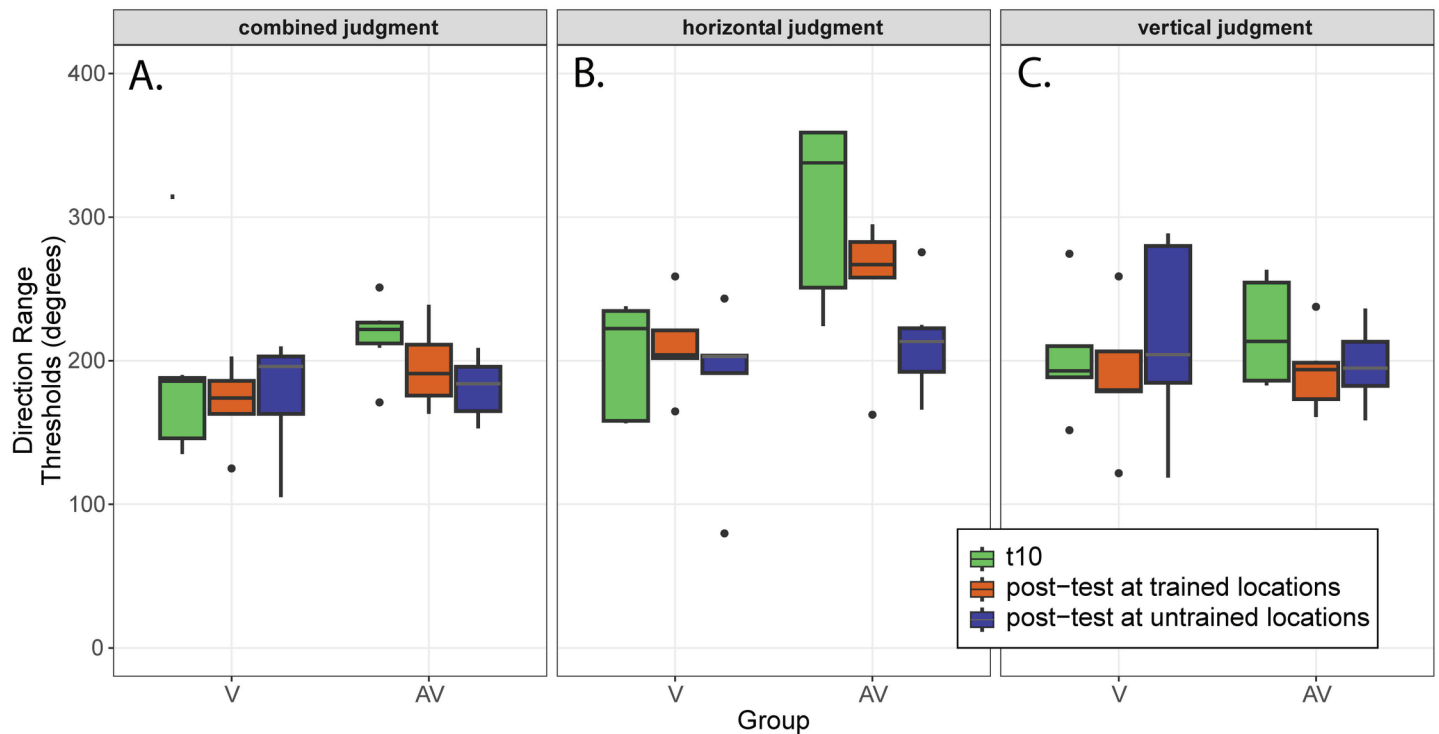 combined judgment
horizontal judgment
vertical judgment
A.
B.
C.
400
300
200
100
0
Direction Range
Thresholds (degrees)
V
AV
V
AV
V
AV
Group
t10
post-test at trained locations
post-test at untrained locations